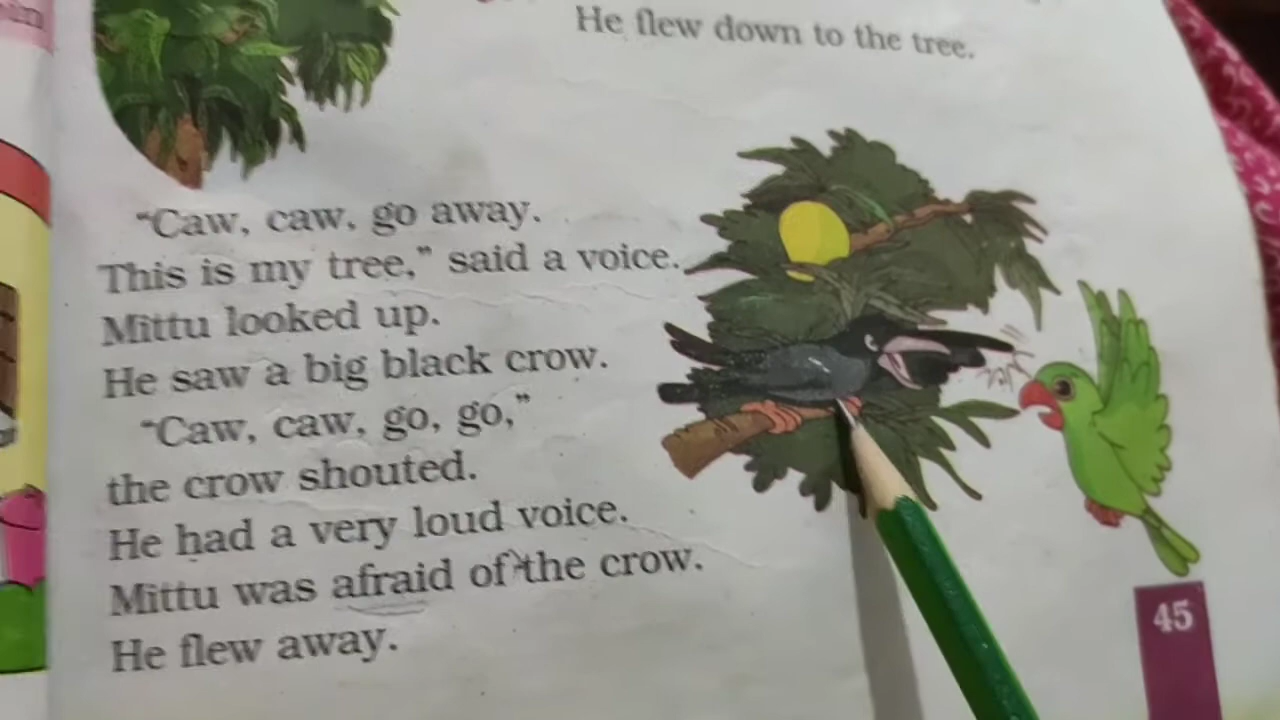 He flew down to the tree.
“Caw, caw, go away.
This is my tree,” said a voice.
Mittu looked up.
He saw a big black crow.
“Caw, caw, go, go,”
the crow shouted.
He had a very loud voice.
Mittu was afraid of the crow.
He flew away.
45